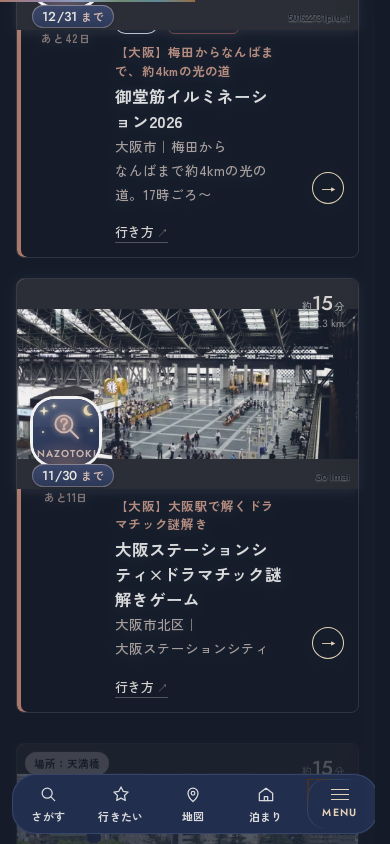 12/31 まで
あと42日
【大阪】梅田からなんばま
で、約4kmの光の道
御堂筋イルミネーシ
ョン2026
大阪市｜梅田から
なんばまで約4kmの光の
道。17時ごろ〜
→
行き方 ↗
約15分
.3 km
NAZOTOKI
11/30 まで
Go Imai
あと11日
【大阪】大阪駅で解くドラ
マチック謎解き
大阪ステーションシ
ティ×ドラマチック謎
解きゲーム
大阪市北区｜
大阪ステーションシティ
→
行き方 ↗
場所：天満橋
約15分
さがす
行きたい
地図
泊まり
MENU